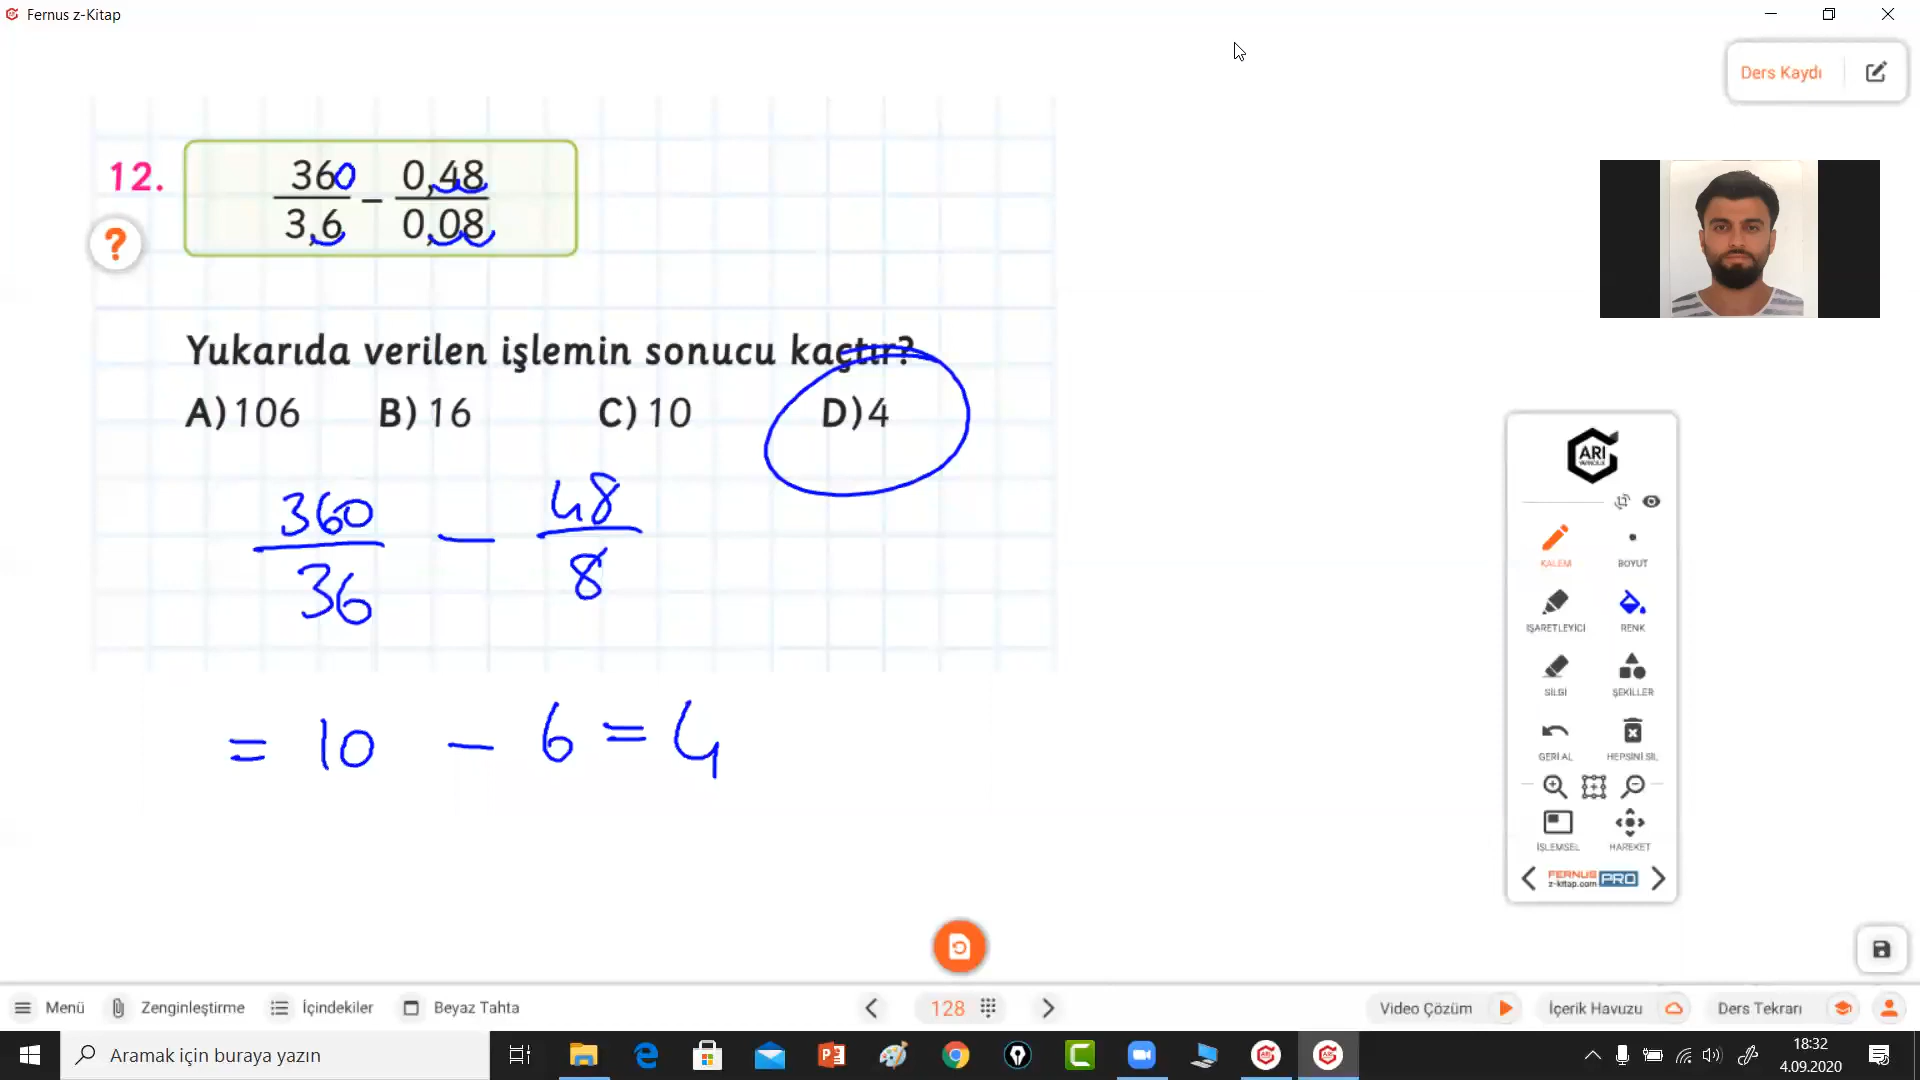 Fernus z-Kitap
Ders Kaydı
12.
360 0,48
— − —
3,6 0,08
?
Yukarıda verilen işlemin sonucu kaçtır?
A) 106 B) 16 C) 10 D) 4
360 48
— − —
36 8
= 10 − 6 = 4
ARI
YAYINCILIK
KALEM BOYUT
İŞARETLEYİCİ RENK
SİLGİ ŞEKİLLER
GERİ AL HEPSİNİ SİL
İŞLEMSEL HAREKET
FERNUS
z-kitap.com PRO
Menü Zenginleştirme İçindekiler Beyaz Tahta 128 Video Çözüm İçerik Havuzu Ders Tekrarı
Aramak için buraya yazın
18:32
4.09.2020